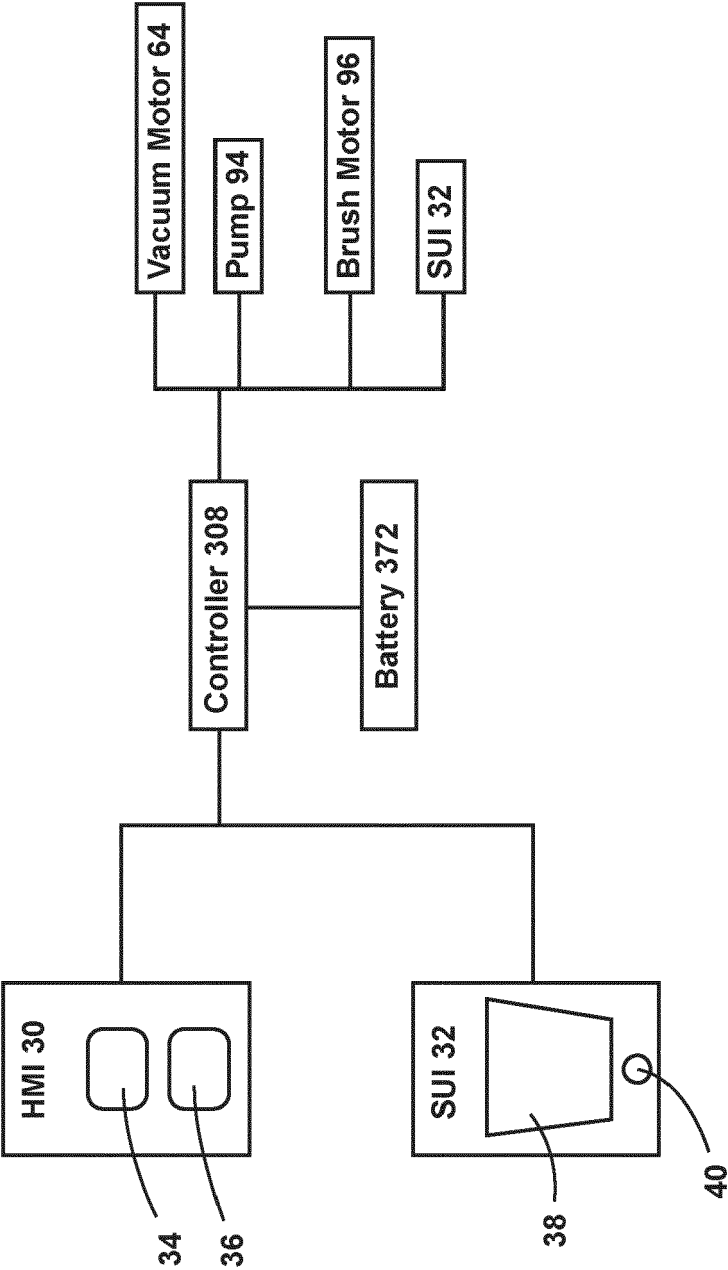 HMI 30
34
36
SUI 32
38
40
Controller 308
Battery 372
Vacuum Motor 64
Pump 94
Brush Motor 96
SUI 32